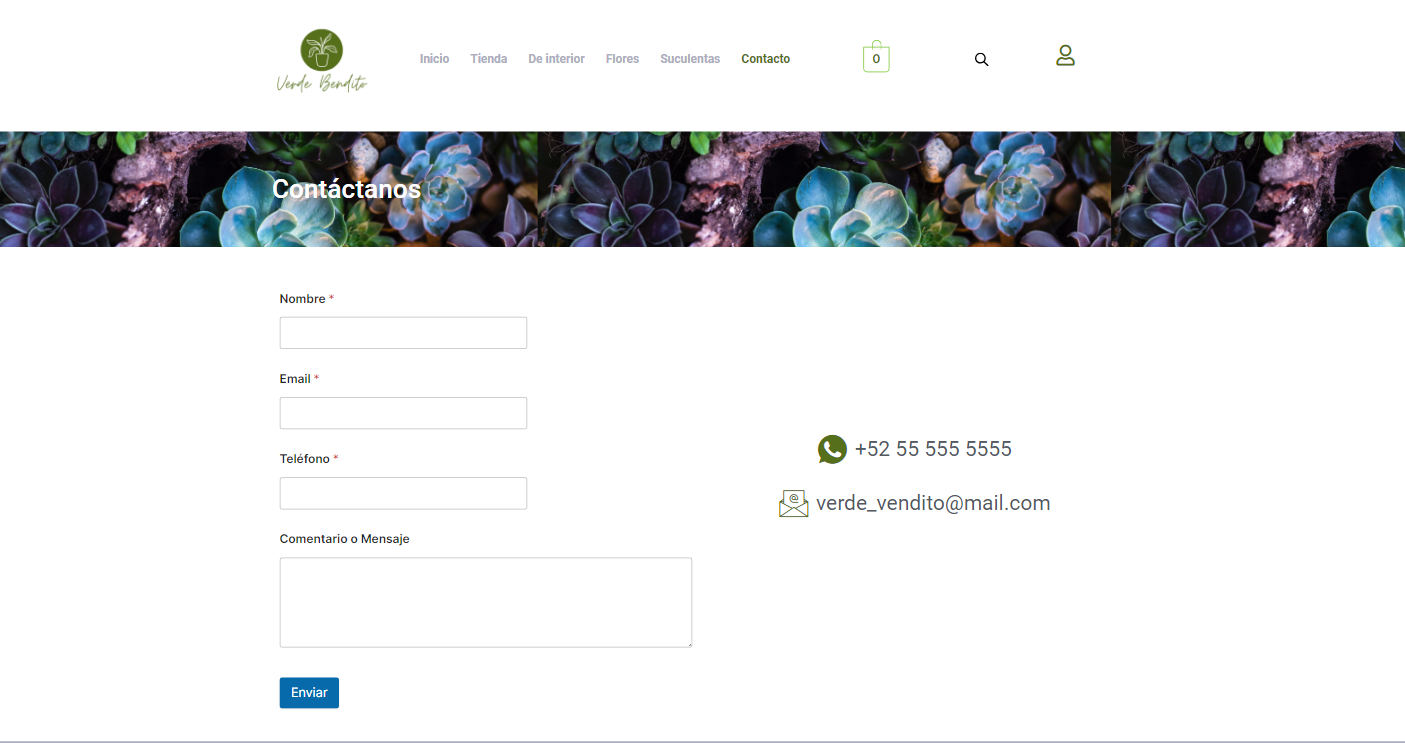 Verde Bendito
Inicio Tienda De interior Flores Suculentas Contacto 0
Contáctanos
Nombre *
Email *
Teléfono *
+52 55 555 5555
verde_vendito@mail.com
Comentario o Mensaje
Enviar